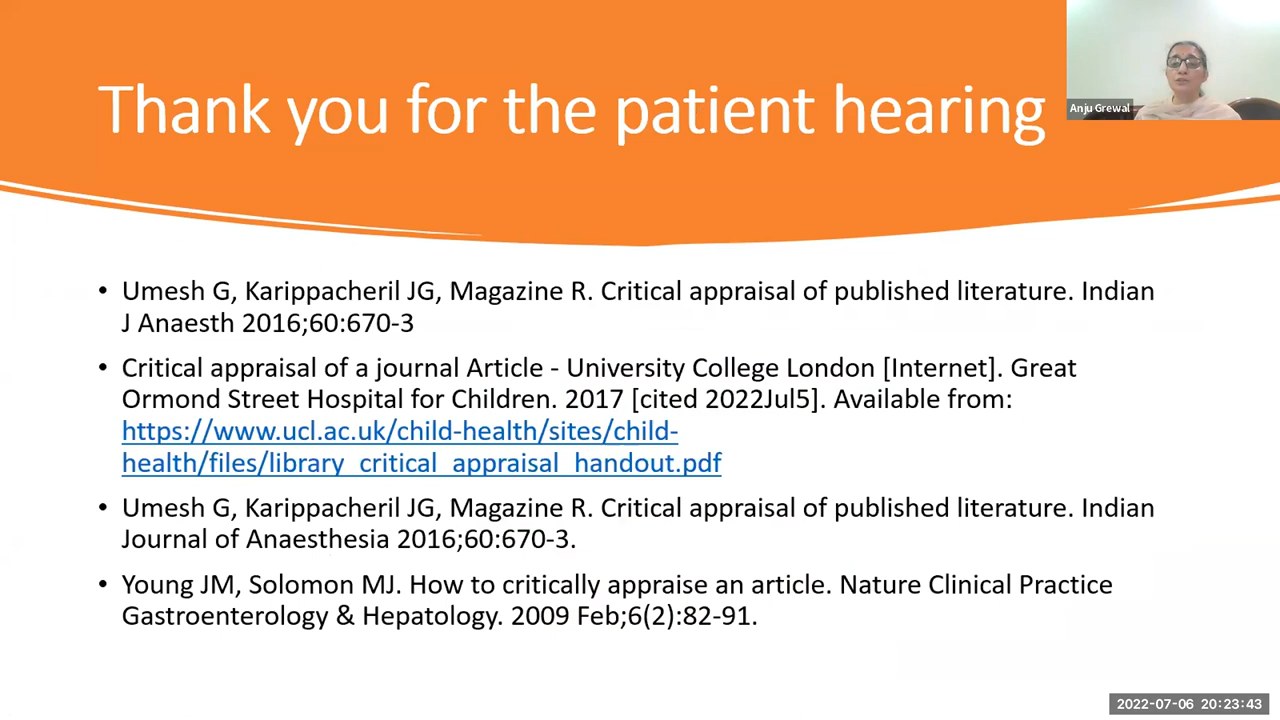 Thank you for the patient hearing
Anju Grewal
• Umesh G, Karippacheril JG, Magazine R. Critical appraisal of published literature. Indian
J Anaesth 2016;60:670-3
• Critical appraisal of a journal Article - University College London [Internet]. Great
Ormond Street Hospital for Children. 2017 [cited 2022Jul5]. Available from:
https://www.ucl.ac.uk/child-health/sites/child-
health/files/library_critical_appraisal_handout.pdf
• Umesh G, Karippacheril JG, Magazine R. Critical appraisal of published literature. Indian
Journal of Anaesthesia 2016;60:670-3.
• Young JM, Solomon MJ. How to critically appraise an article. Nature Clinical Practice
Gastroenterology & Hepatology. 2009 Feb;6(2):82-91.
2022-07-06 20:23:43